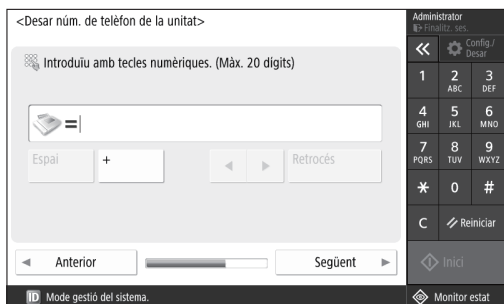 <Desar núm. de telèfon de la unitat>
Introduïu amb tecles numèriques. (Màx. 20 dígits)
=
Espai
+
Retrocés
Anterior
Següent
ID Mode gestió del sistema.
Administrator
Finalitz. ses.
Config./
Desar
1
2
ABC
3
DEF
4
GHI
5
JKL
6
MNO
7
PQRS
8
TUV
9
WXYZ
*
0
#
C
Reiniciar
Inici
Monitor estat